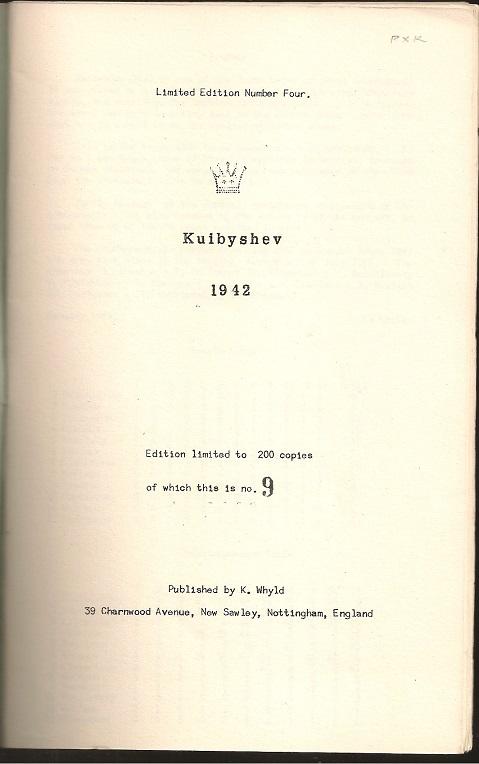 PXK
Limited Edition Number Four.
Kuibyshev
1942
Edition limited to 200 copies
of which this is no. 9
Published by K. Whyld
39 Charnwood Avenue, New Sawley, Nottingham, England